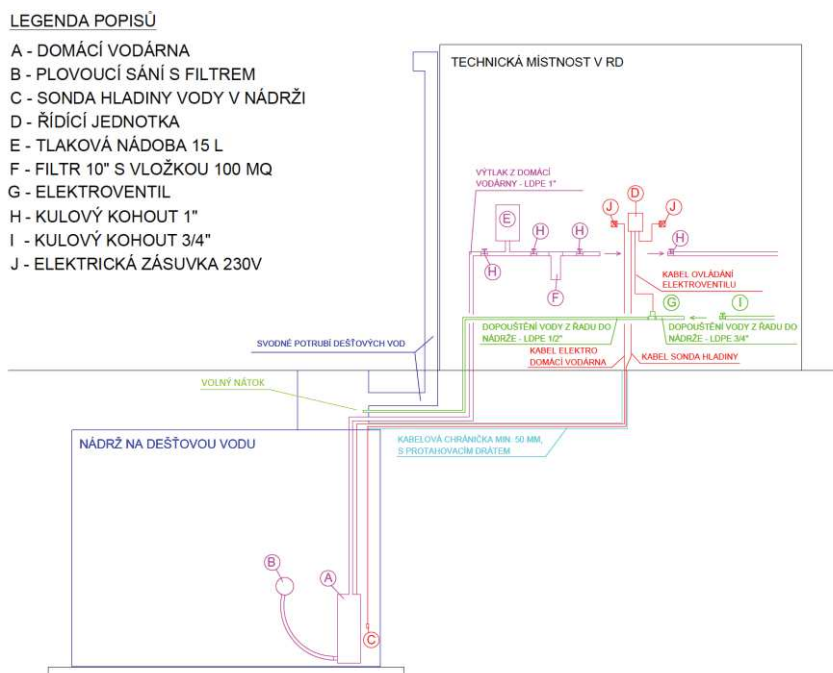 LEGENDA POPISŮ
A - DOMÁCÍ VODÁRNA
B - PLOVOUCÍ SÁNÍ S FILTREM
C - SONDA HLADINY VODY V NÁDRŽI
D - ŘÍDÍCÍ JEDNOTKA
E - TLAKOVÁ NÁDOBA 15 L
F - FILTR 10" S VLOŽKOU 100 MQ
G - ELEKTROVENTIL
H - KULOVÝ KOHOUT 1"
I - KULOVÝ KOHOUT 3/4"
J - ELEKTRICKÁ ZÁSUVKA 230V
TECHNICKÁ MÍSTNOST V RD
VÝTLAK Z DOMÁCÍ
VODÁRNY - LDPE 1"
D
J
J
E
H
H
H
H
F
KABEL OVLÁDÁNÍ
ELEKTROVENTILU
G
I
DOPOUŠTĚNÍ VODY Z ŘADU DO
NÁDRŽE - LDPE 1/2"
DOPOUŠTĚNÍ VODY Z ŘADU DO
NÁDRŽE - LDPE 3/4"
SVODNÉ POTRUBÍ DEŠŤOVÝCH VOD
KABEL ELEKTRO
DOMÁCÍ VODÁRNA
KABEL SONDA HLADINY
VOLNÝ NÁTOK
NÁDRŽ NA DEŠŤOVOU VODU
KABELOVÁ CHRÁNIČKA MIN. 50 MM,
S PROTAHOVACÍM DRÁTEM
B
A
C